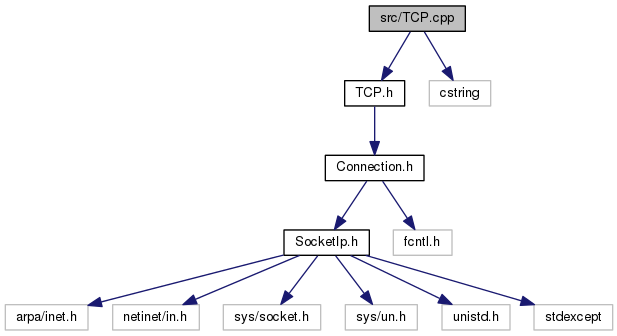 src/TCP.cpp
TCP.h
cstring
Connection.h
SocketIp.h
fcntl.h
arpa/inet.h
netinet/in.h
sys/socket.h
sys/un.h
unistd.h
stdexcept